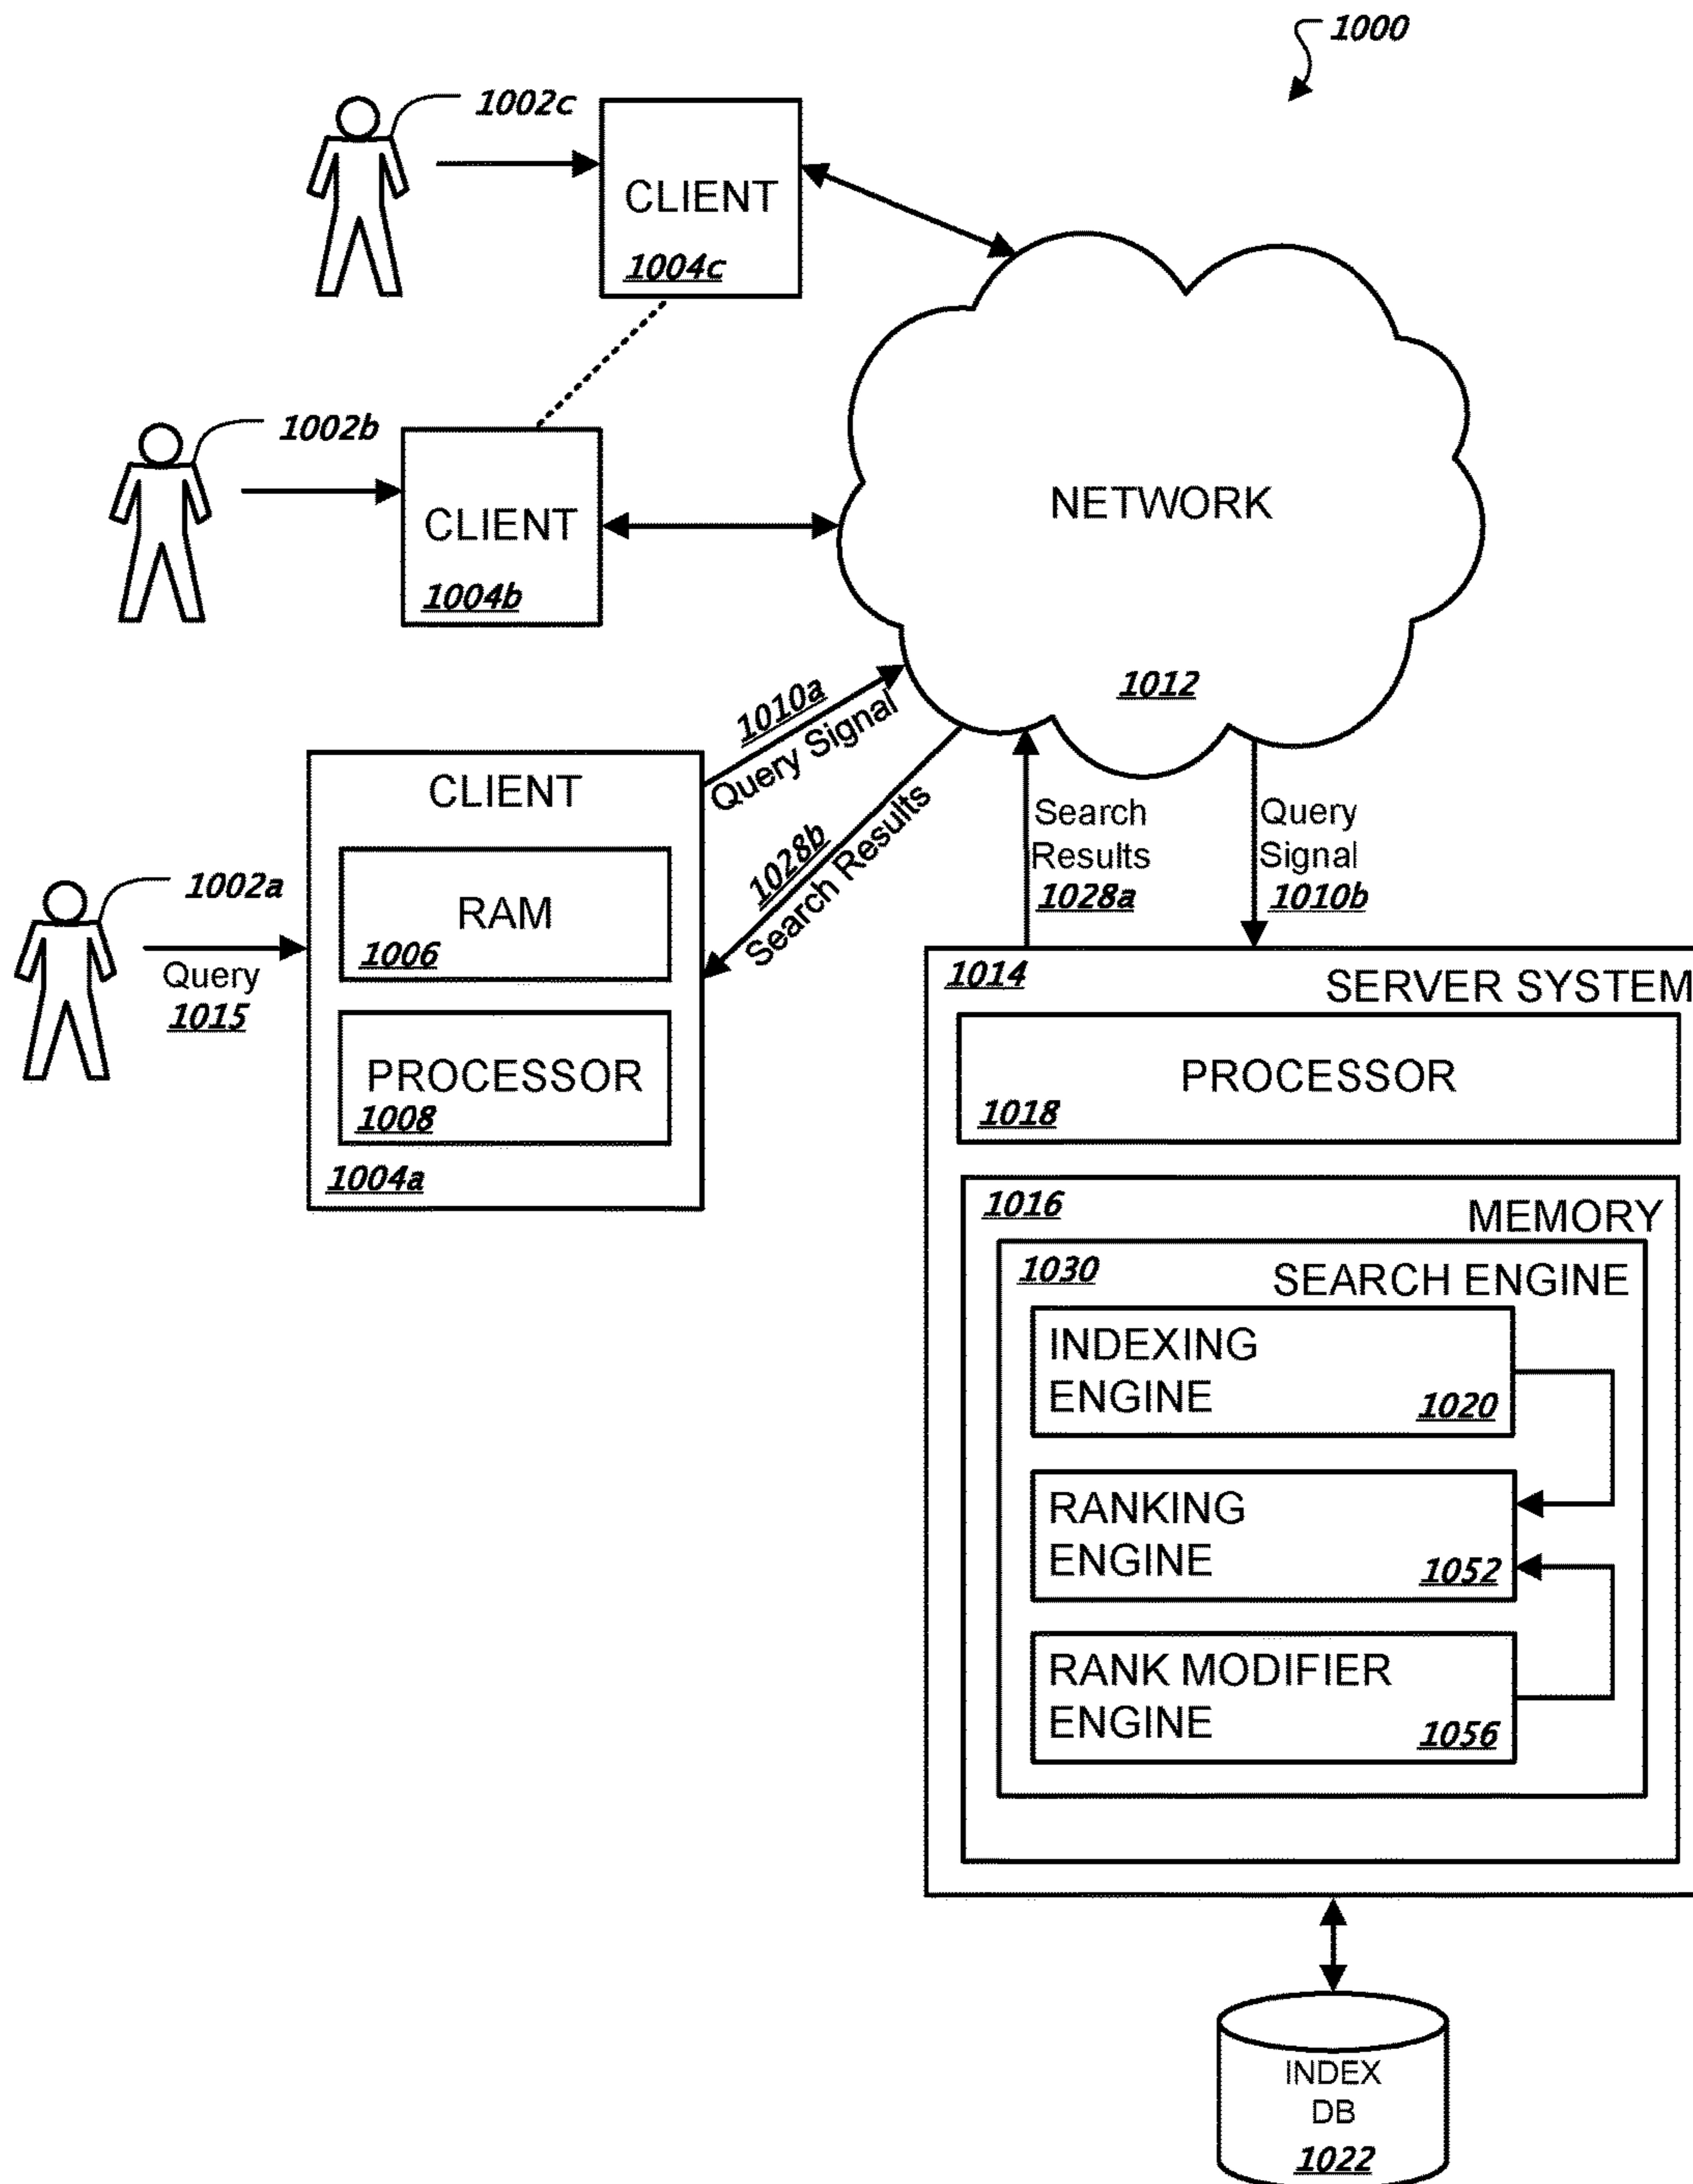 1000
1002c
CLIENT
1004c
1002b
CLIENT
1004b
NETWORK
1012
1010a
Query Signal
1028b
Search Results
Search
Results
1028a
Query
Signal
1010b
CLIENT
RAM
1006
PROCESSOR
1008
1004a
1002a
Query
1015
1014
SERVER SYSTEM
PROCESSOR
1018
1016
MEMORY
1030
SEARCH ENGINE
INDEXING
ENGINE
1020
RANKING
ENGINE
1052
RANK MODIFIER
ENGINE
1056
INDEX
DB
1022